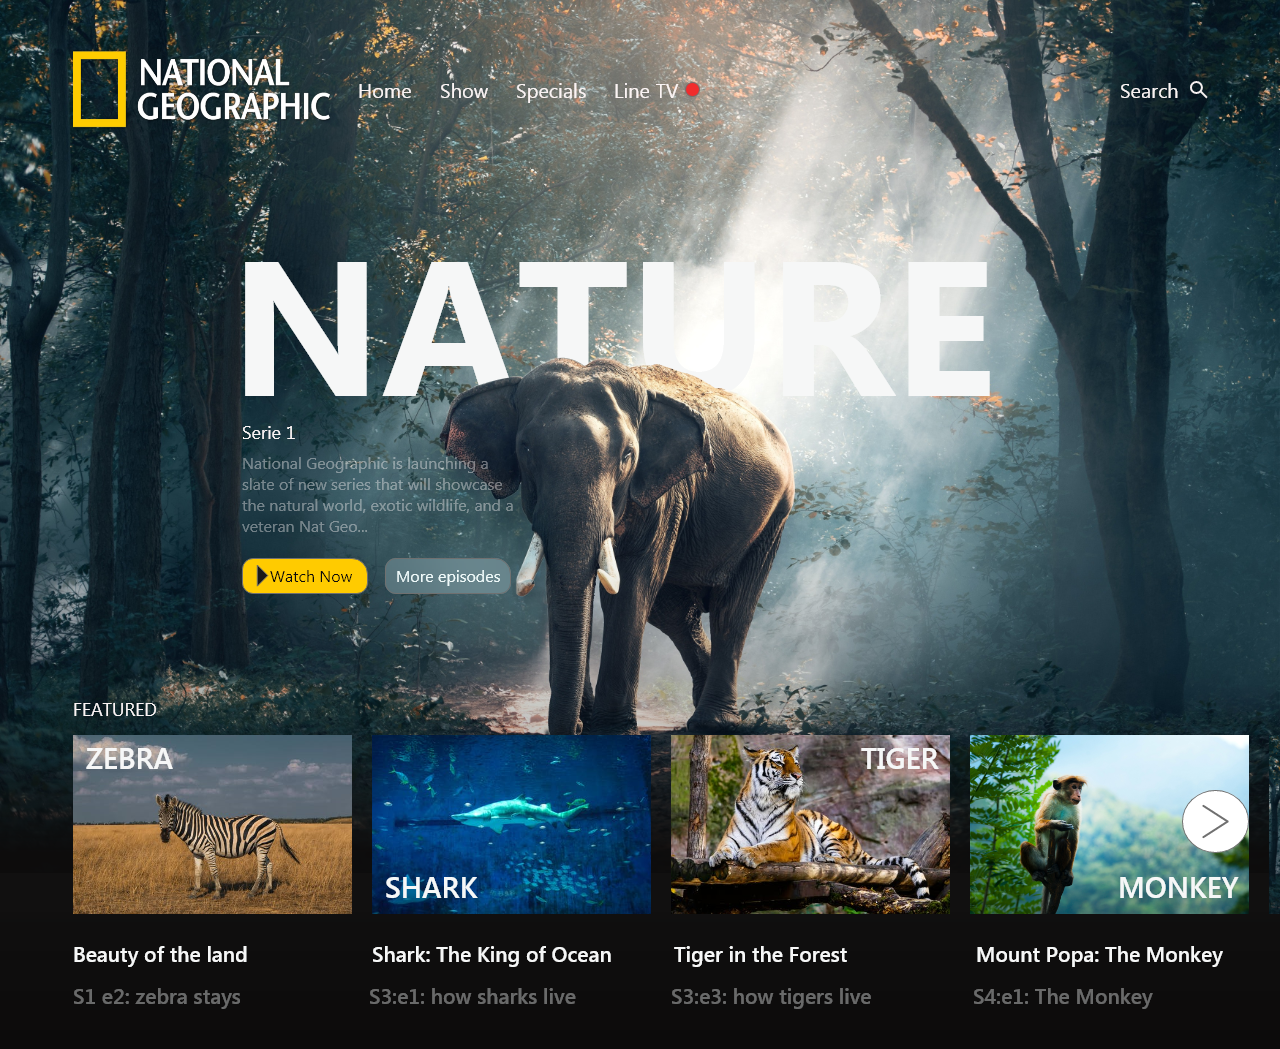 NATIONAL
GEOGRAPHIC
Home
Show
Specials
Line TV
Search
NATURE
Serie 1
National Geographic is launching a
slate of new series that will showcase
the natural world, exotic wildlife, and a
veteran Nat Geo...
Watch Now
More episodes
FEATURED
ZEBRA
SHARK
TIGER
MONKEY
Beauty of the land
Shark: The King of Ocean
Tiger in the Forest
Mount Popa: The Monkey
S1 e2: zebra stays
S3:e1: how sharks live
S3:e3: how tigers live
S4:e1: The Monkey